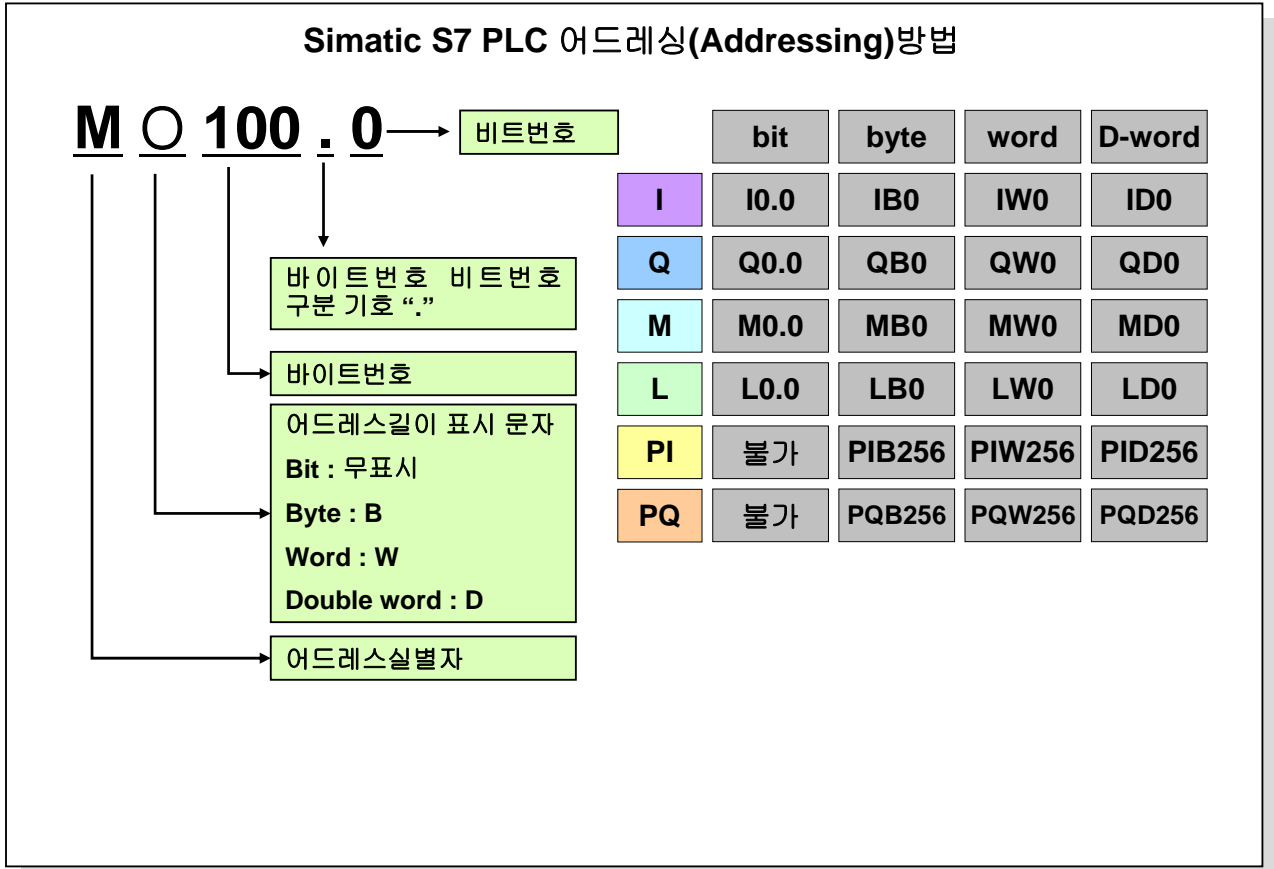 Simatic S7 PLC 어드레싱(Addressing)방법
M ○ 100 . 0
비트번호
바이트번호 비트번호
구분 기호 “.”
바이트번호
어드레스길이 표시 문자
Bit : 무표시
Byte : B
Word : W
Double word : D
어드레스실별자
bit byte word D-word
I I0.0 IB0 IW0 ID0
Q Q0.0 QB0 QW0 QD0
M M0.0 MB0 MW0 MD0
L L0.0 LB0 LW0 LD0
PI 불가 PIB256 PIW256 PID256
PQ 불가 PQB256 PQW256 PQD256